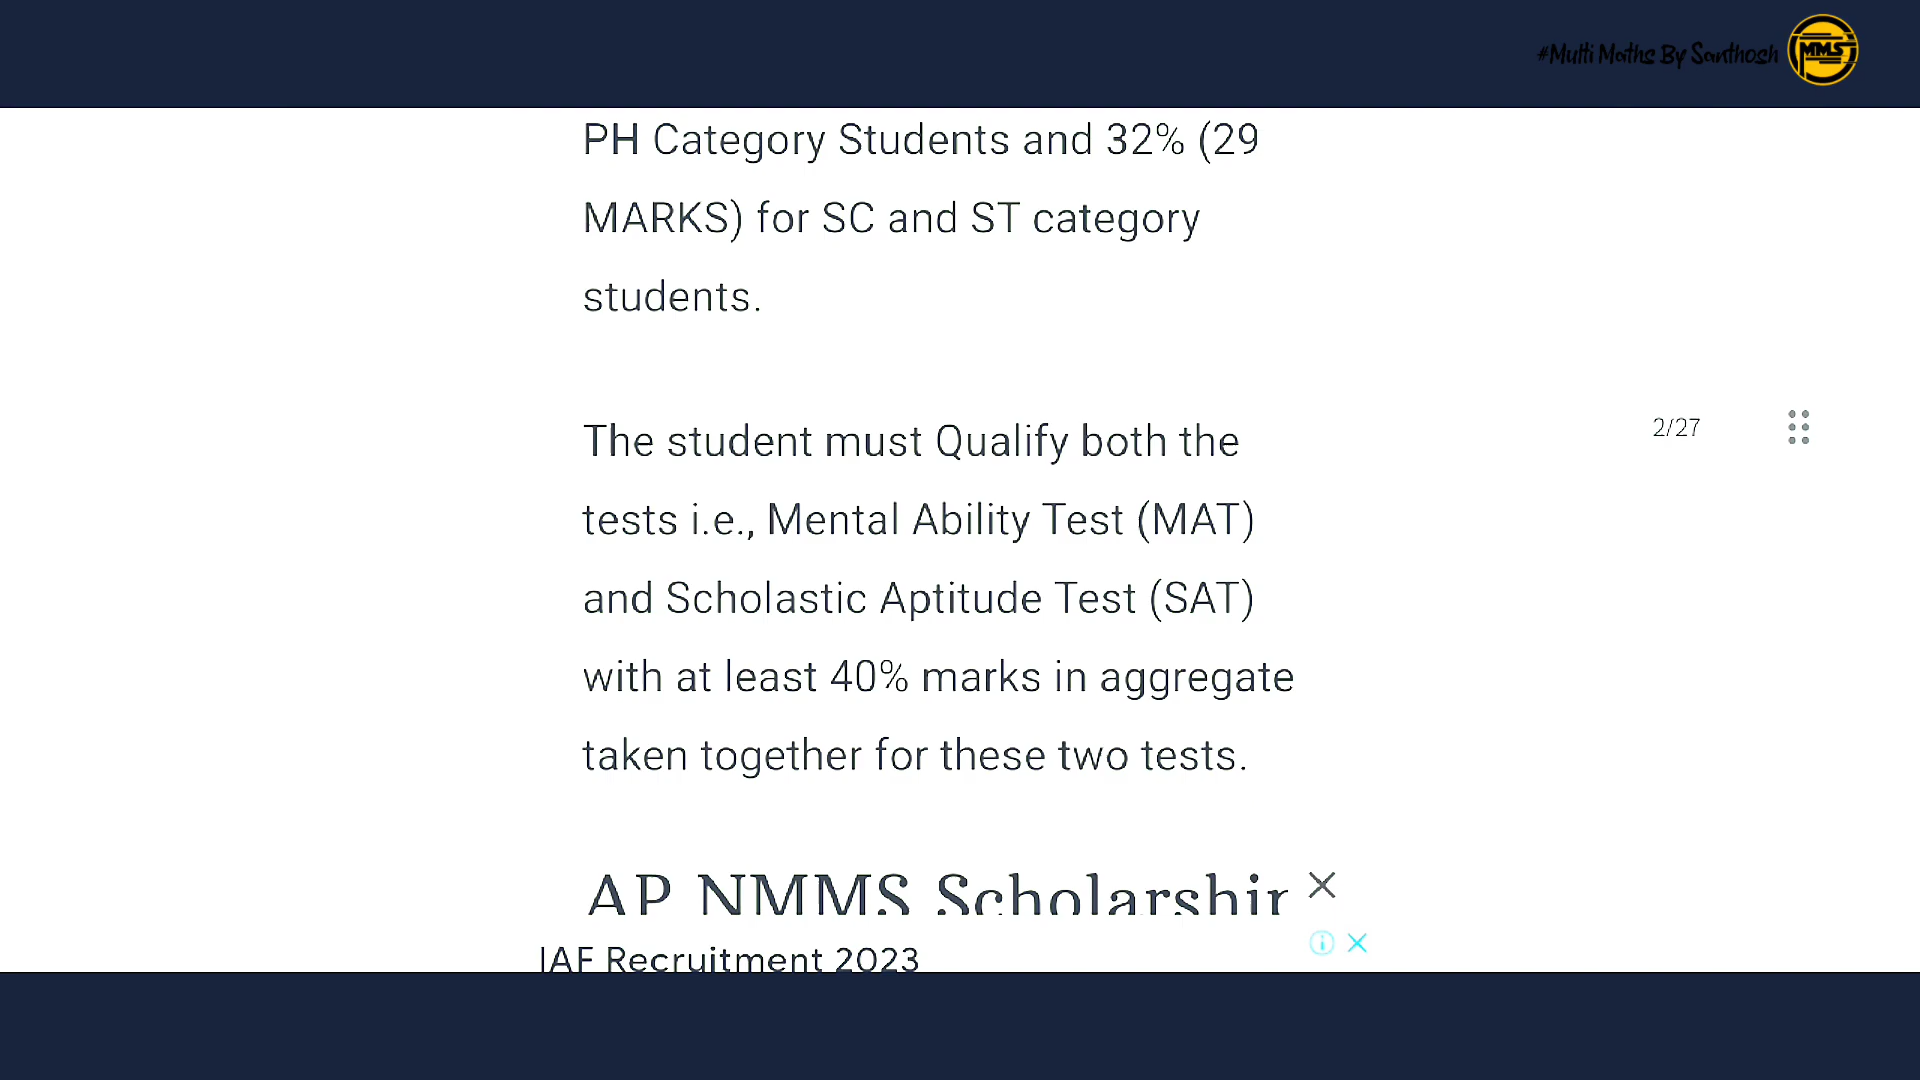 #Multi Maths By Santhosh
MMS
PH Category Students and 32% (29
MARKS) for SC and ST category
students.
The student must Qualify both the
2/27
tests i.e., Mental Ability Test (MAT)
and Scholastic Aptitude Test (SAT)
with at least 40% marks in aggregate
taken together for these two tests.
AP NMMS Scholarship
IAF Recruitment 2023